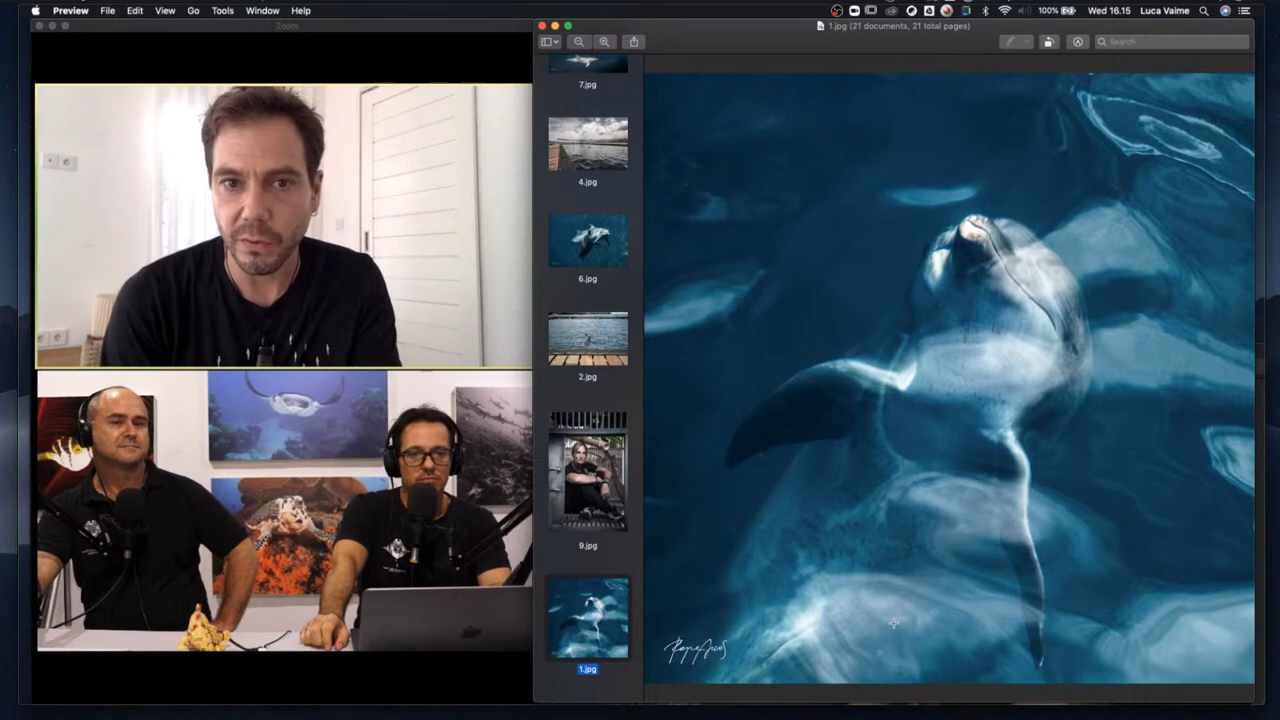 Preview File Edit View Go Tools Window Help
100% Wed 16.15 Luca Vaime
Zoom
1.jpg (21 documents, 21 total pages)
Search
7.jpg
4.jpg
6.jpg
2.jpg
9.jpg
1.jpg